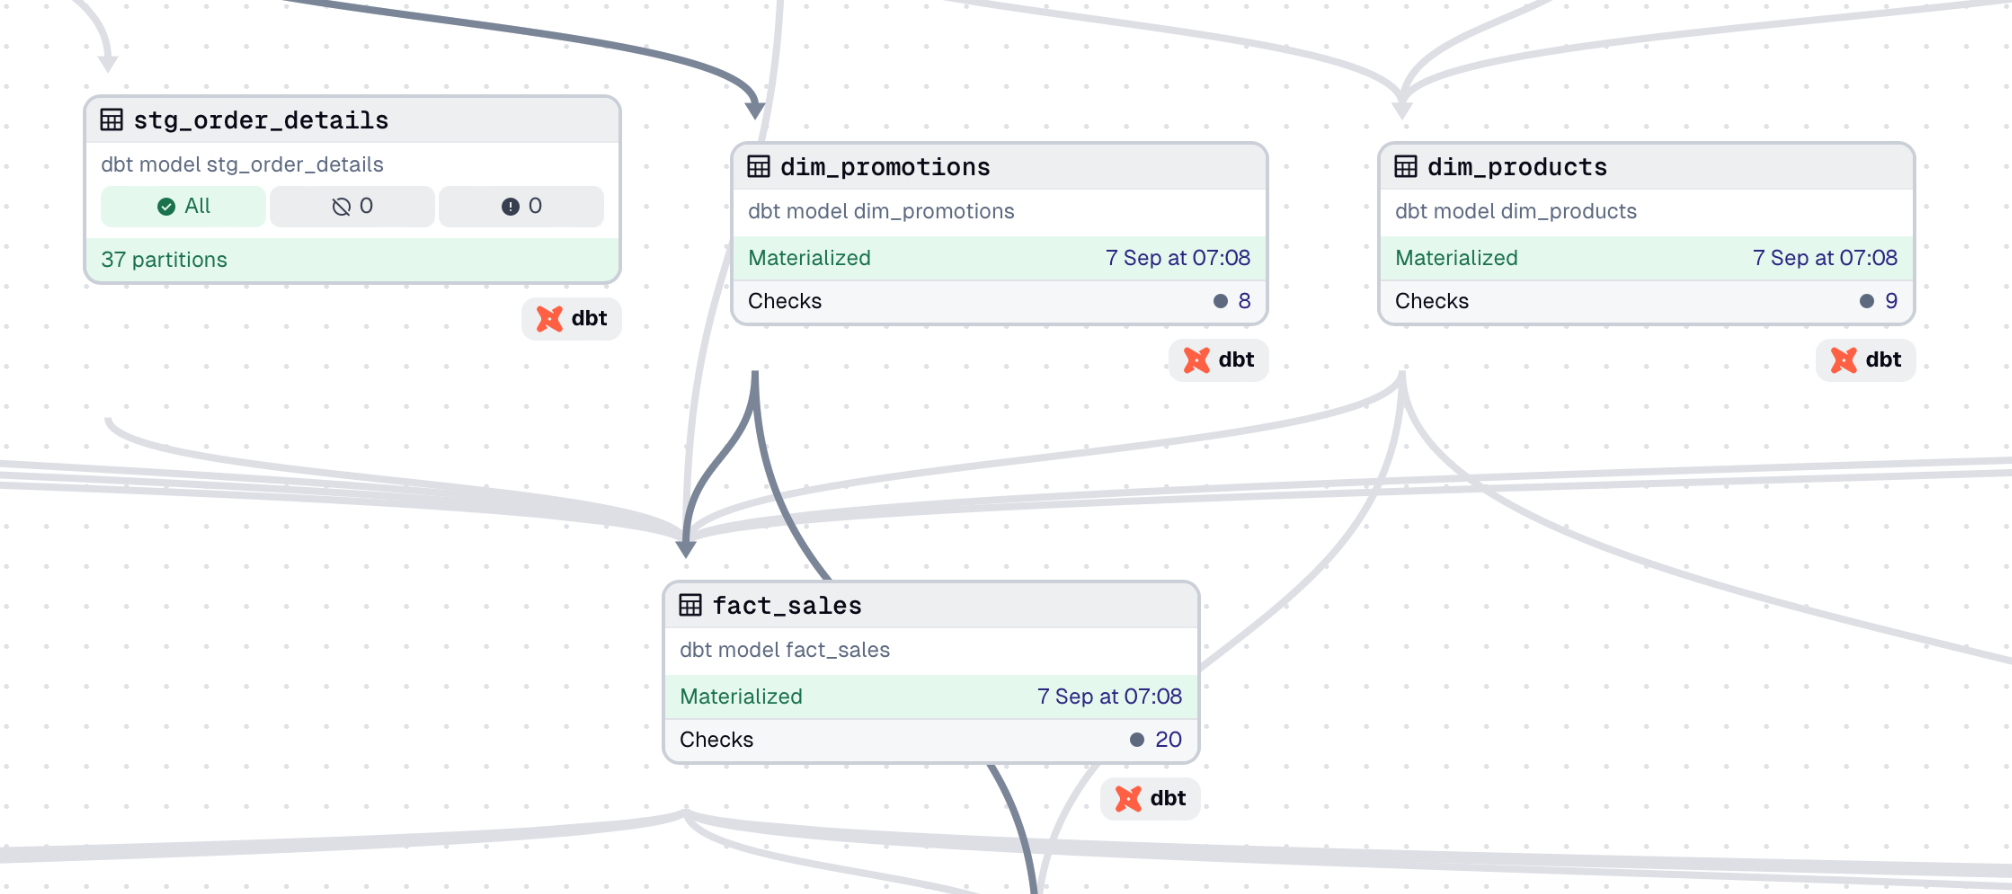 stg_order_details
dbt model stg_order_details
All 0 0
37 partitions
dbt
dim_promotions
dbt model dim_promotions
Materialized 7 Sep at 07:08
Checks 8
dbt
dim_products
dbt model dim_products
Materialized 7 Sep at 07:08
Checks 9
dbt
fact_sales
dbt model fact_sales
Materialized 7 Sep at 07:08
Checks 20
dbt